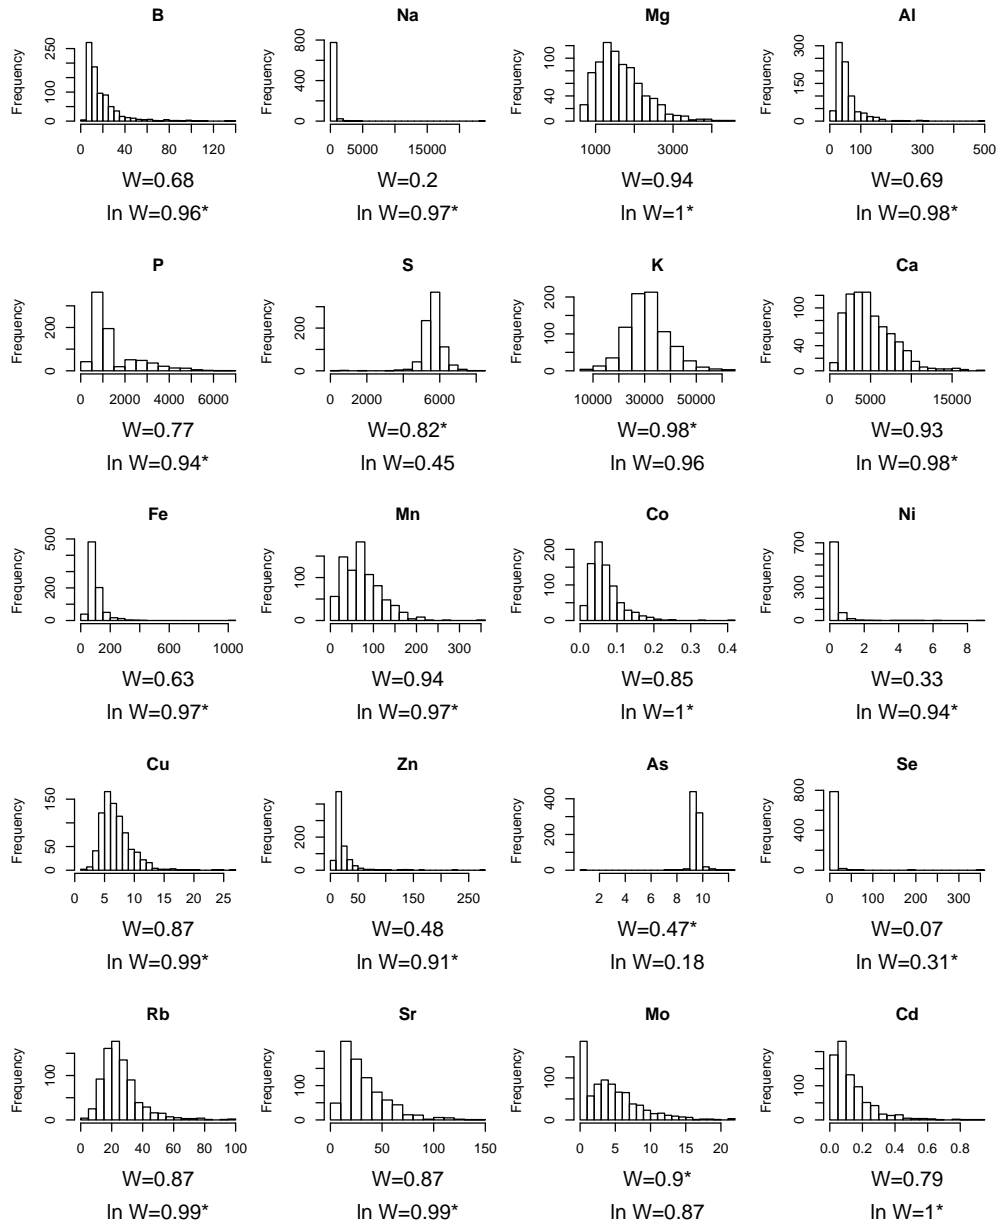 B
Frequency
0 100 250
0 40 80 120
W=0.68
ln W=0.96*
Na
Frequency
0 400 800
0 5000 15000
W=0.2
ln W=0.97*
Mg
Frequency
0 40 100
1000 3000
W=0.94
ln W=1*
Al
Frequency
0 150 300
0 100 300 500
W=0.69
ln W=0.98*
P
Frequency
0 200
0 2000 4000 6000
W=0.77
ln W=0.94*
S
Frequency
0 200
0 2000 6000
W=0.82*
ln W=0.45
K
Frequency
0 100 200
10000 30000 50000
W=0.98*
ln W=0.96
Ca
Frequency
0 40 100
0 5000 15000
W=0.93
ln W=0.98*
Fe
Frequency
0 200 500
0 200 600 1000
W=0.63
ln W=0.97*
Mn
Frequency
0 100
0 100 200 300
W=0.94
ln W=0.97*
Co
Frequency
0 100 200
0.0 0.1 0.2 0.3 0.4
W=0.85
ln W=1*
Ni
Frequency
0 300 700
0 2 4 6 8
W=0.33
ln W=0.94*
Cu
Frequency
0 50 150
0 5 10 15 20 25
W=0.87
ln W=0.99*
Zn
Frequency
0 200
0 50 150 250
W=0.48
ln W=0.91*
As
Frequency
0 200 400
2 4 6 8 10
W=0.47*
ln W=0.18
Se
Frequency
0 400 800
0 100 200 300
W=0.07
ln W=0.31*
Rb
Frequency
0 100
0 20 40 60 80 100
W=0.87
ln W=0.99*
Sr
Frequency
0 100
0 50 100 150
W=0.87
ln W=0.99*
Mo
Frequency
0 100
0 5 10 15 20
W=0.9*
ln W=0.87
Cd
Frequency
0 100
0.0 0.2 0.4 0.6 0.8
W=0.79
ln W=1*